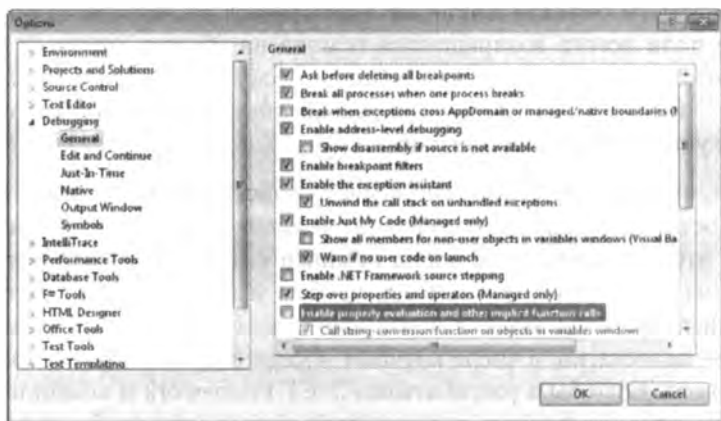 Options
Environment
Projects and Solutions
Source Control
Text Editor
Debugging
General
Edit and Continue
Just-In-Time
Native
Output Window
Symbols
IntelliTrace
Performance Tools
Database Tools
F# Tools
HTML Designer
Office Tools
Test Tools
Text Templating
General
Ask before deleting all breakpoints
Break all processes when one process breaks
Break when exceptions cross AppDomain or managed/native boundaries (M
Enable address-level debugging
Show disassembly if source is not available
Enable breakpoint filters
Enable the exception assistant
Unwind the call stack on unhandled exceptions
Enable Just My Code (Managed only)
Show all members for non-user objects in variables windows (Visual Ba
Warn if no user code on launch
Enable .NET Framework source stepping
Step over properties and operators (Managed only)
Enable property evaluation and other implicit function calls
Call string-conversion function on objects in variables windows
OK
Cancel